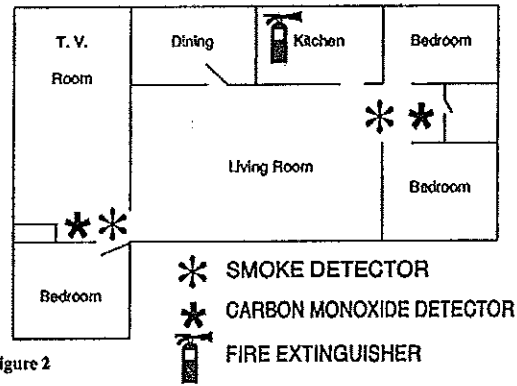 T. V.
Room
Dining
Kitchen
Bedroom
Living Room
Bedroom
Bedroom
SMOKE DETECTOR
CARBON MONOXIDE DETECTOR
FIRE EXTINGUISHER
igure 2